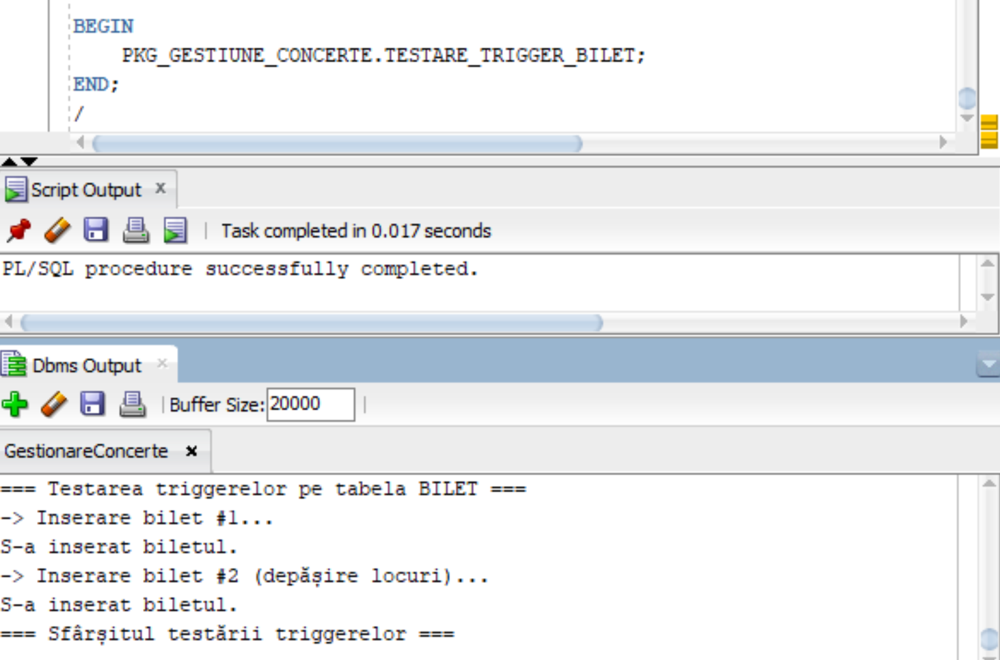 BEGIN
PKG_GESTIUNE_CONCERTE.TESTARE_TRIGGER_BILET;
END;
/
Script Output x
Task completed in 0.017 seconds
PL/SQL procedure successfully completed.
Dbms Output x
Buffer Size: 20000
GestionareConcerte x
=== Testarea triggerelor pe tabela BILET ===
-> Inserare bilet #1...
S-a inserat biletul.
-> Inserare bilet #2 (depășire locuri)...
S-a inserat biletul.
=== Sfârșitul testării triggerelor ===